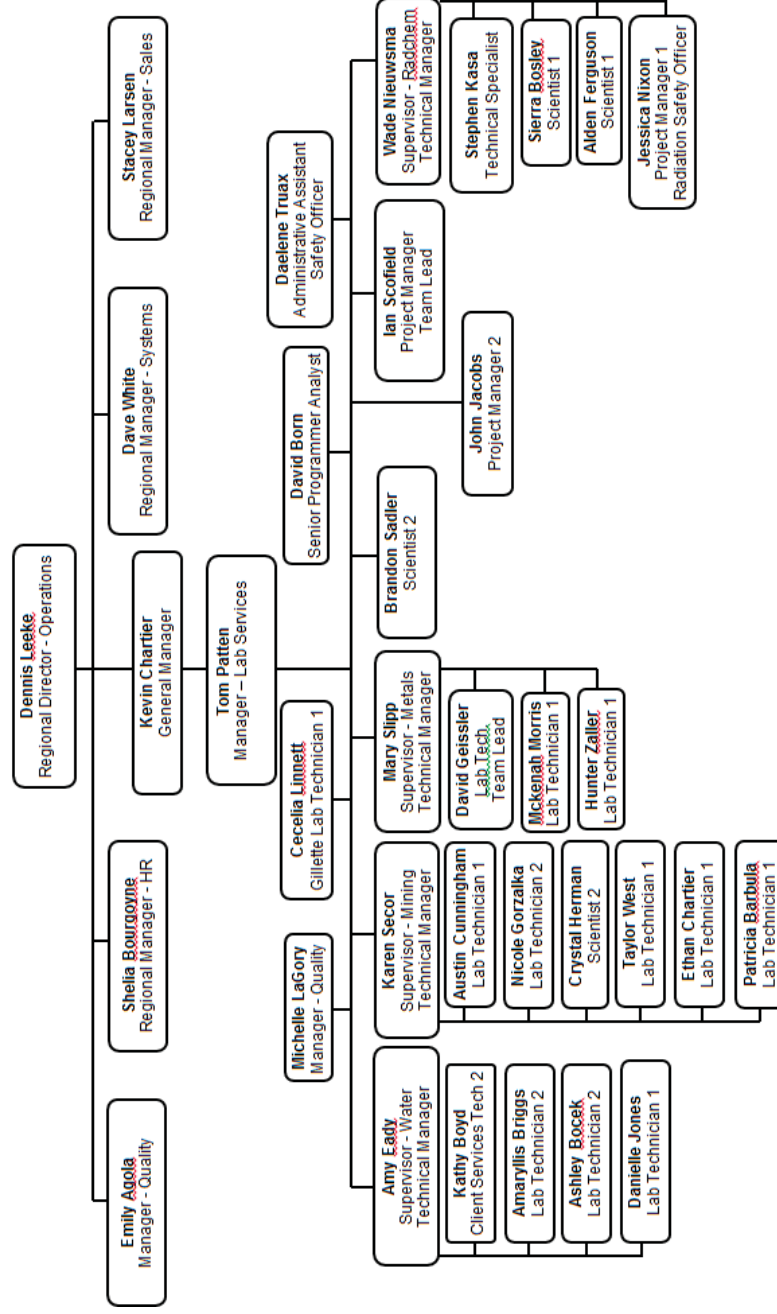 Dennis Leeke
Regional Director - Operations
Emily Agola
Manager - Quality
Shelia Bourgoyne
Regional Manager - HR
Kevin Chartier
General Manager
Dave White
Regional Manager - Systems
Stacey Larsen
Regional Manager - Sales
Tom Patten
Manager – Lab Services
Michelle LaGory
Manager - Quality
Cecelia Linnett
Gillette Lab Technician 1
David Born
Senior Programmer Analyst
Daelene Truax
Administrative Assistant
Safety Officer
Amy Eady
Supervisor - Water
Technical Manager
Kathy Boyd
Client Services Tech 2
Amaryllis Briggs
Lab Technician 2
Ashley Bocek
Lab Technician 2
Danielle Jones
Lab Technician 1
Karen Secor
Supervisor - Mining
Technical Manager
Austin Cunningham
Lab Technician 1
Nicole Gorzalka
Lab Technician 2
Crystal Herman
Scientist 2
Taylor West
Lab Technician 1
Ethan Chartier
Lab Technician 1
Patricia Barbula
Lab Technician 1
Mary Slipp
Supervisor - Metals
Technical Manager
David Geissler
Lab Tech.
Team Lead
Mckenah Morris
Lab Technician 1
Hunter Zaller
Lab Technician 1
Brandon Sadler
Scientist 2
John Jacobs
Project Manager 2
Ian Scofield
Project Manager
Team Lead
Wade Nieuwsma
Supervisor - Radchem
Technical Manager
Stephen Kasa
Technical Specialist
Sierra Bosley
Scientist 1
Alden Ferguson
Scientist 1
Jessica Nixon
Project Manager 1
Radiation Safety Officer